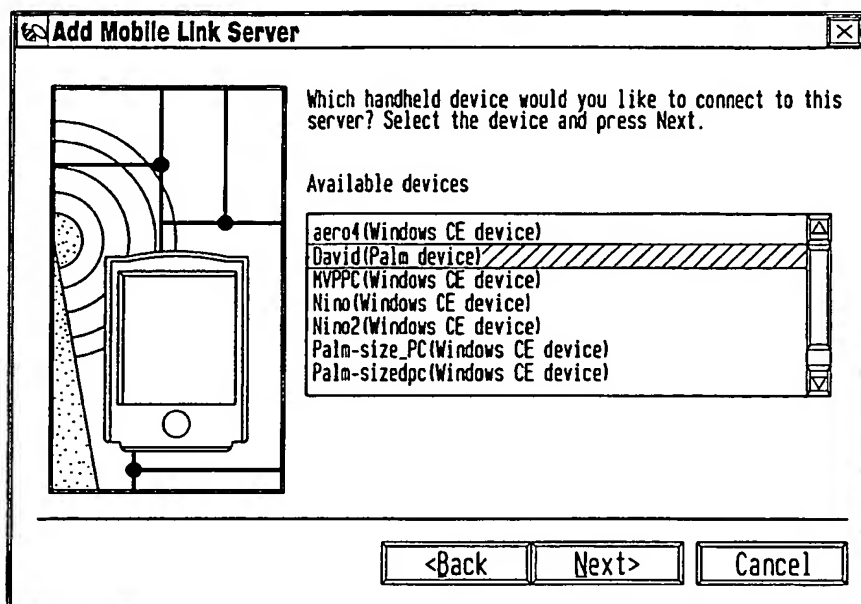 Add Mobile Link Server
Which handheld device would you like to connect to this
server? Select the device and press Next.
Available devices
aero4(Windows CE device)
David(Palm device)
KVPPC(Windows CE device)
Nino(Windows CE device)
Nino2(Windows CE device)
Palm-size_PC(Windows CE device)
Palm-sizedpc(Windows CE device)
<Back Next> Cancel